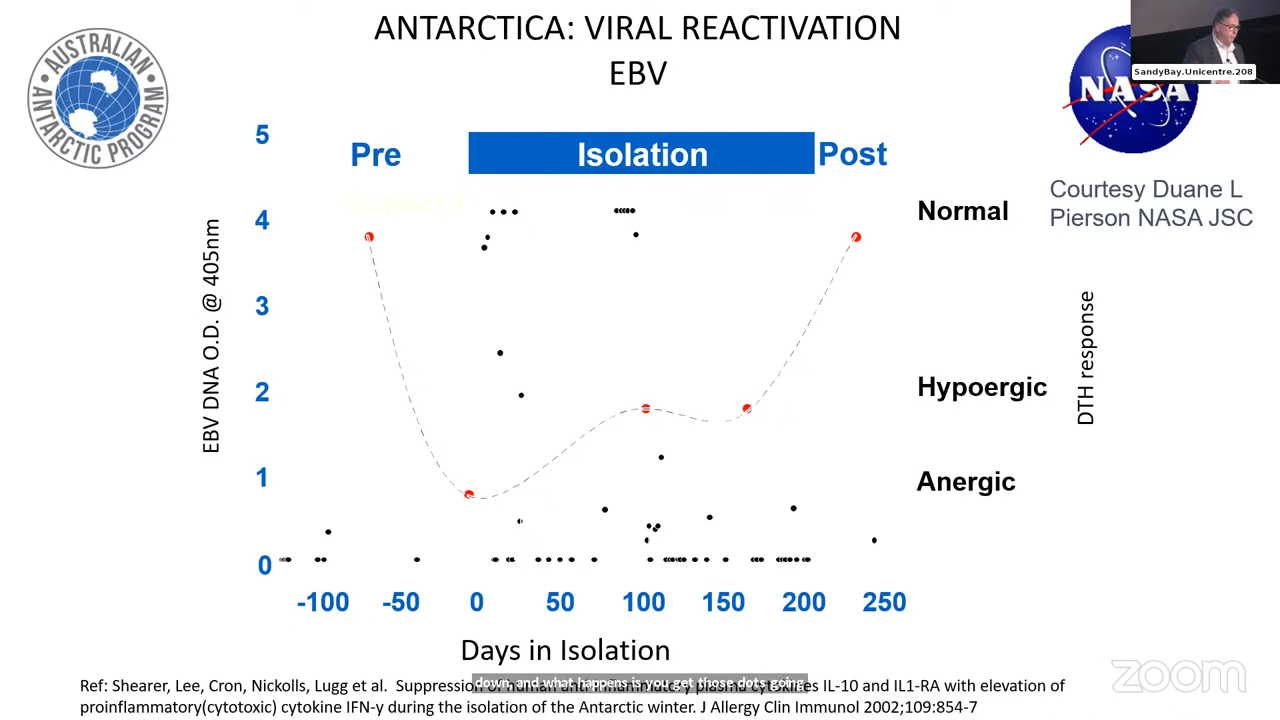 ANTARCTICA: VIRAL REACTIVATION
EBV
AUSTRALIAN
ANTARCTIC PROGRAM
NASA
SandyBay.Unicentre.208
Courtesy Duane L
Pierson NASA JSC
Pre
Isolation
Post
5
4
3
2
1
0
EBV DNA O.D. @ 405nm
Normal
Hypoergic
Anergic
DTH response
-100 -50 0 50 100 150 200 250
Days in Isolation
down, and what happens is you get those dots going
Ref: Shearer, Lee, Cron, Nickolls, Lugg et al. Suppression of human plasma IL-10 and IL1-RA with elevation of
proinflammatory(cytotoxic) cytokine IFN-y during the isolation of the Antarctic winter. J Allergy Clin Immunol 2002;109:854-7
zoom